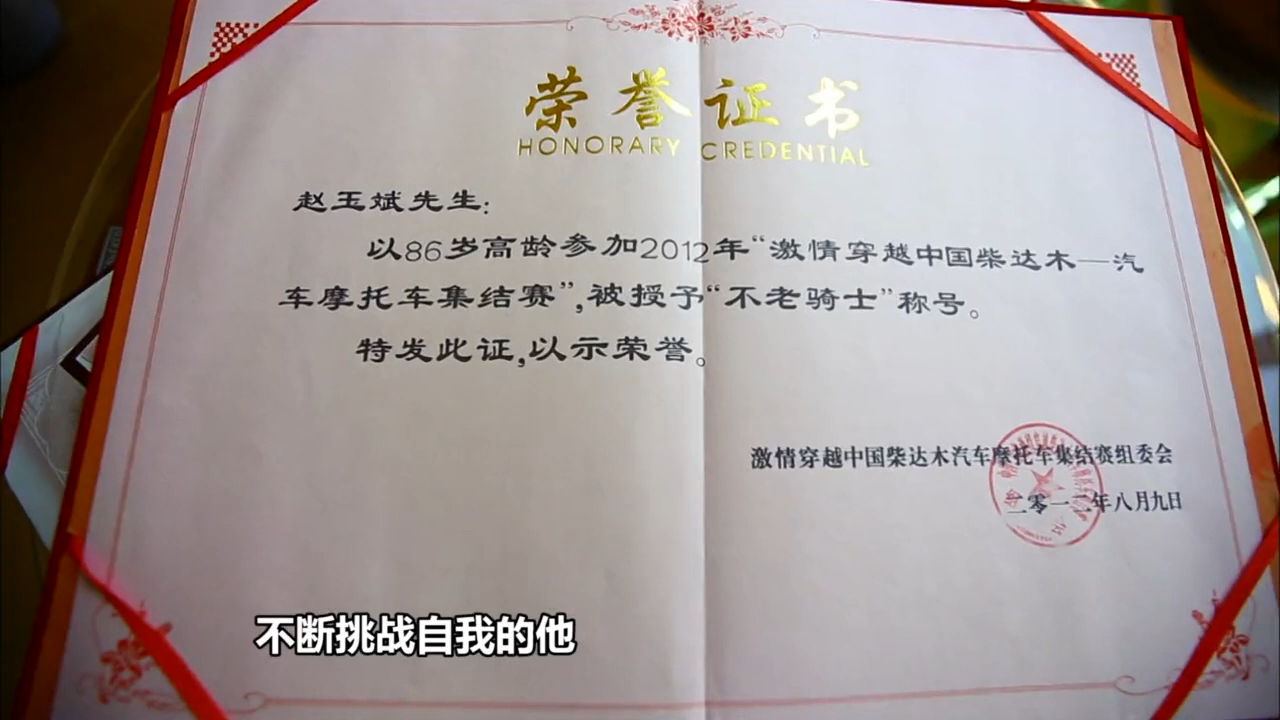 荣誉证书
HONORARY CREDENTIAL
赵玉斌先生:
以86岁高龄参加2012年“激情穿越中国柴达木—汽
车摩托车集结赛”,被授予“不老骑士”称号。
特发此证,以示荣誉。
激情穿越中国柴达木汽车摩托车集结赛组委会
二零一二年八月九日
不断挑战自我的他